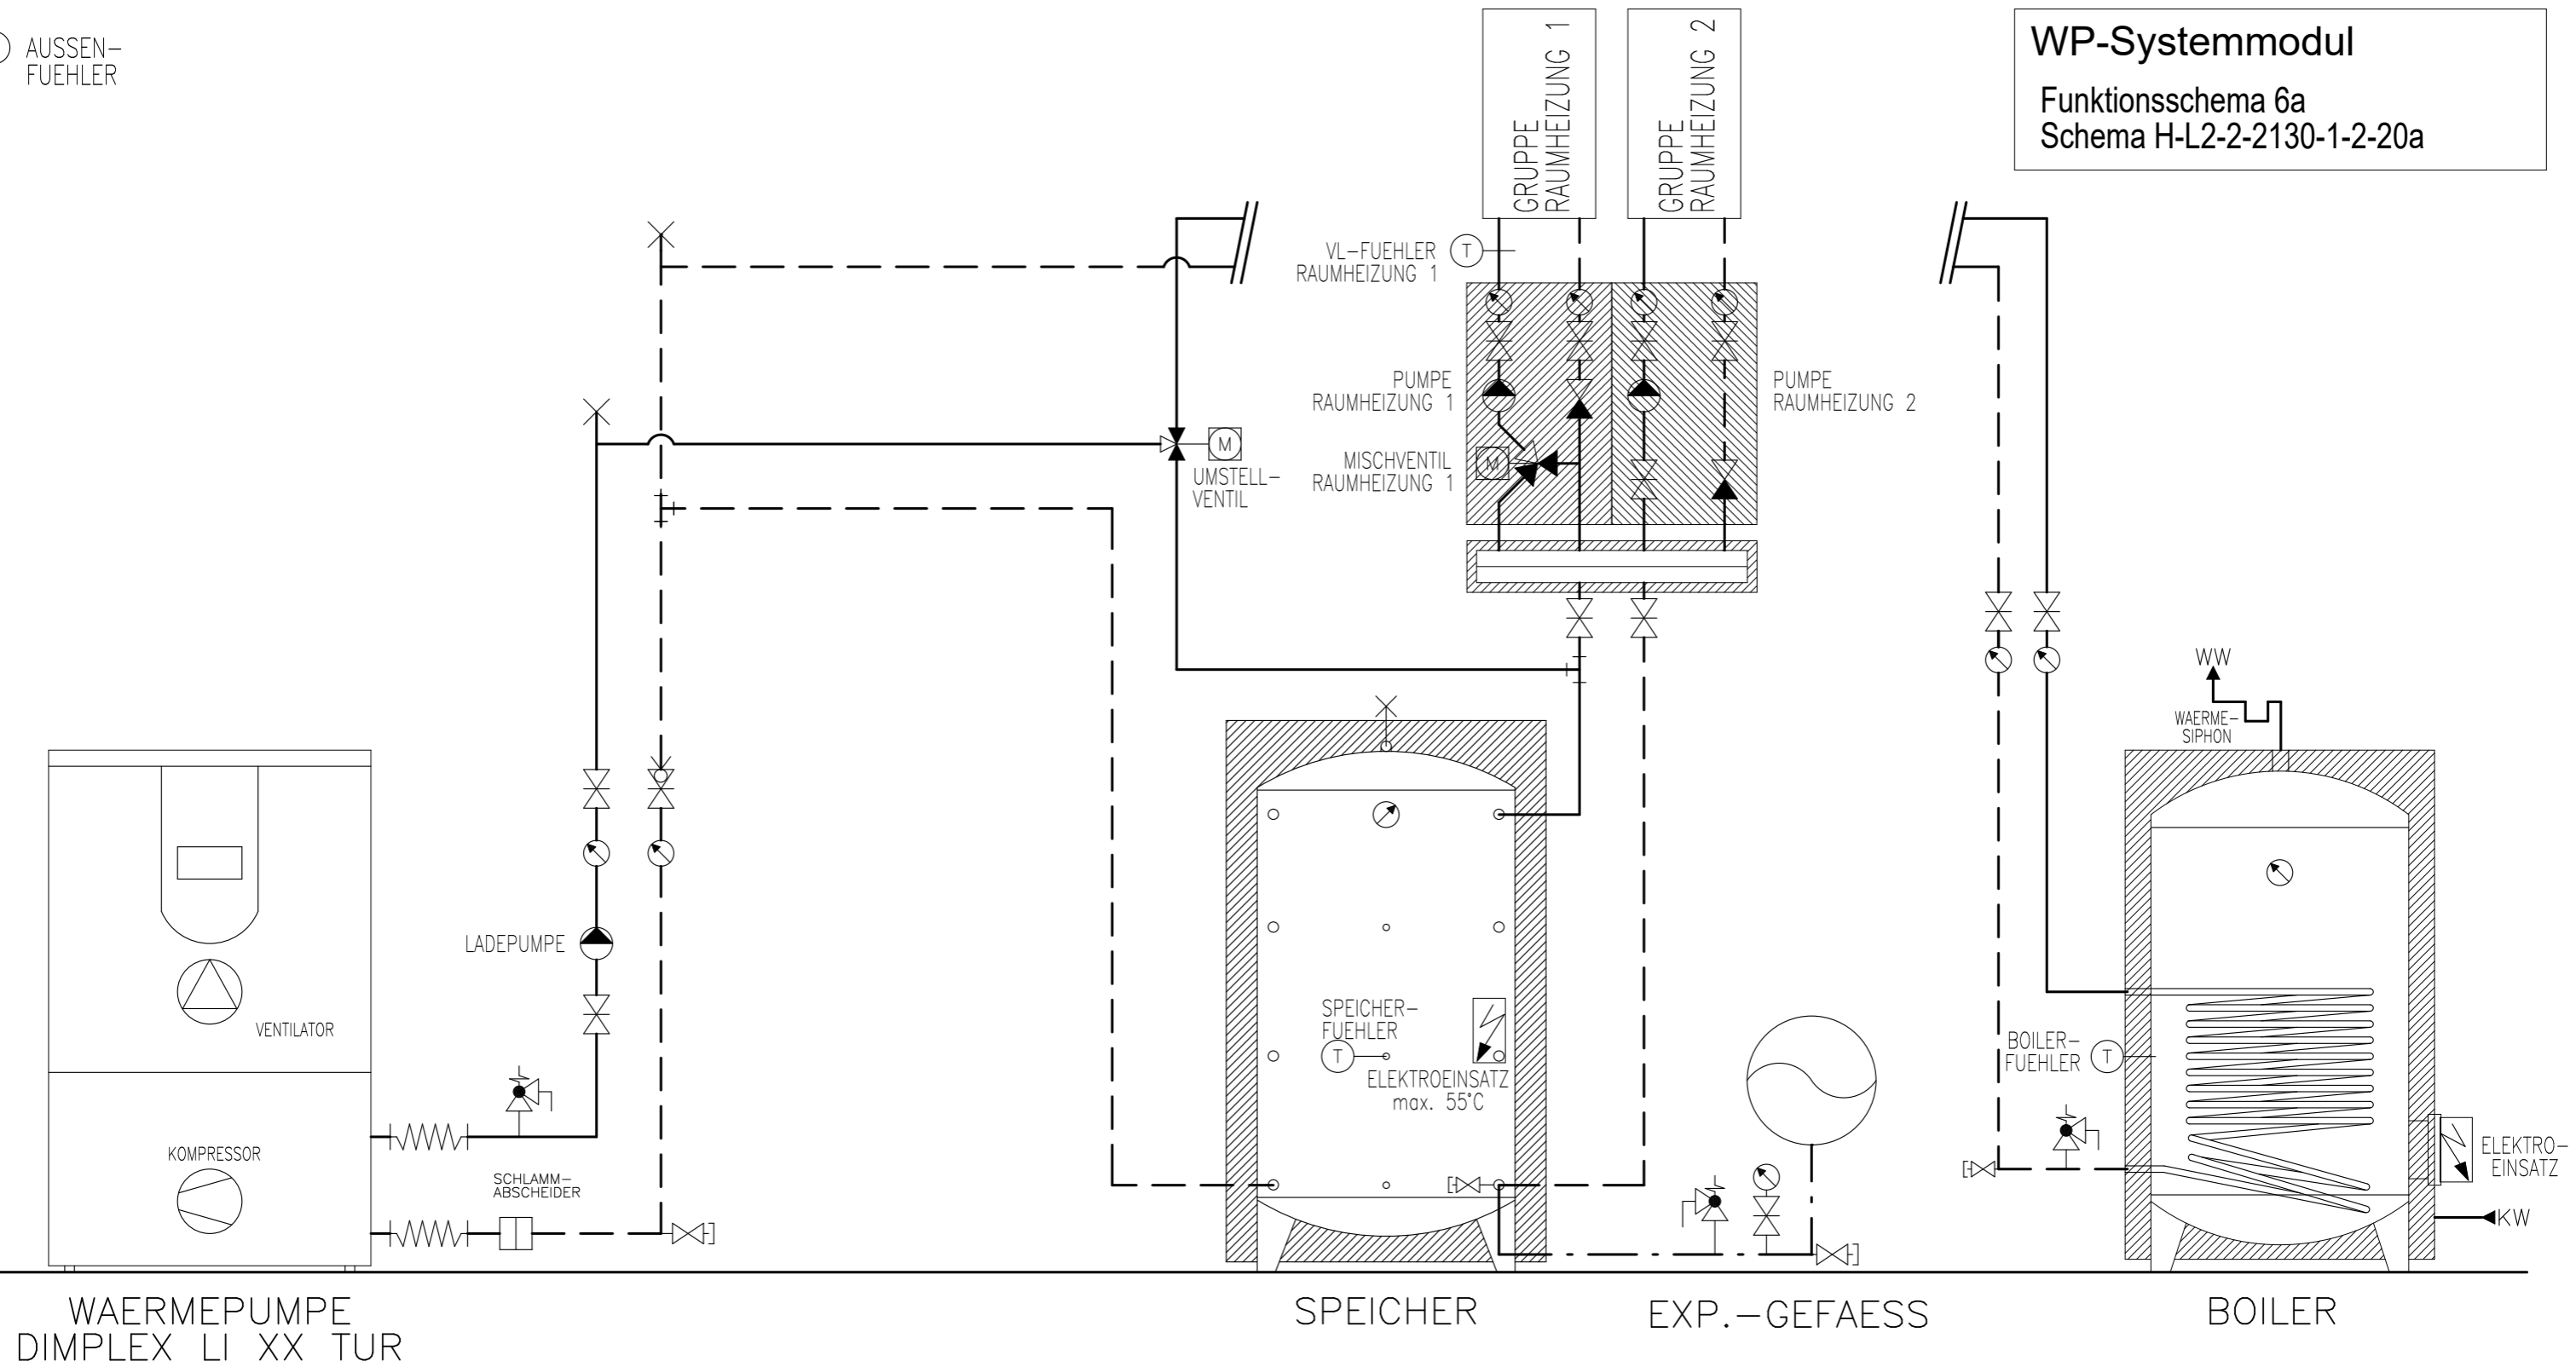 AUSSEN–
FUEHLER
GRUPPE
RAUMHEIZUNG 1
GRUPPE
RAUMHEIZUNG 2
WP-Systemmodul
Funktionsschema 6a
Schema H-L2-2-2130-1-2-20a
VL–FUEHLER
RAUMHEIZUNG 1
T
PUMPE
RAUMHEIZUNG 1
PUMPE
RAUMHEIZUNG 2
M
UMSTELL–
VENTIL
MISCHVENTIL
RAUMHEIZUNG 1
M
WW
WAERME–
SIPHON
LADEPUMPE
VENTILATOR
SPEICHER–
FUEHLER
T
ELEKTROEINSATZ
max. 55°C
BOILER–
FUEHLER
T
KOMPRESSOR
SCHLAMM–
ABSCHEIDER
ELEKTRO–
EINSATZ
KW
WAERMEPUMPE
DIMPLEX LI XX TUR
SPEICHER
EXP.–GEFAESS
BOILER